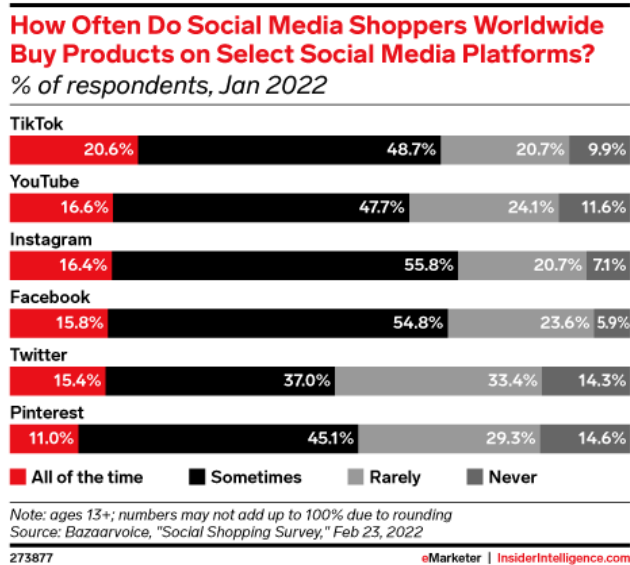 How Often Do Social Media Shoppers Worldwide
Buy Products on Select Social Media Platforms?
% of respondents, Jan 2022
TikTok
20.6% 48.7% 20.7% 9.9%
YouTube
16.6% 47.7% 24.1% 11.6%
Instagram
16.4% 55.8% 20.7% 7.1%
Facebook
15.8% 54.8% 23.6% 5.9%
Twitter
15.4% 37.0% 33.4% 14.3%
Pinterest
11.0% 45.1% 29.3% 14.6%
All of the time Sometimes Rarely Never
Note: ages 13+; numbers may not add up to 100% due to rounding
Source: Bazaarvoice, "Social Shopping Survey," Feb 23, 2022
273877 eMarketer | InsiderIntelligence.com